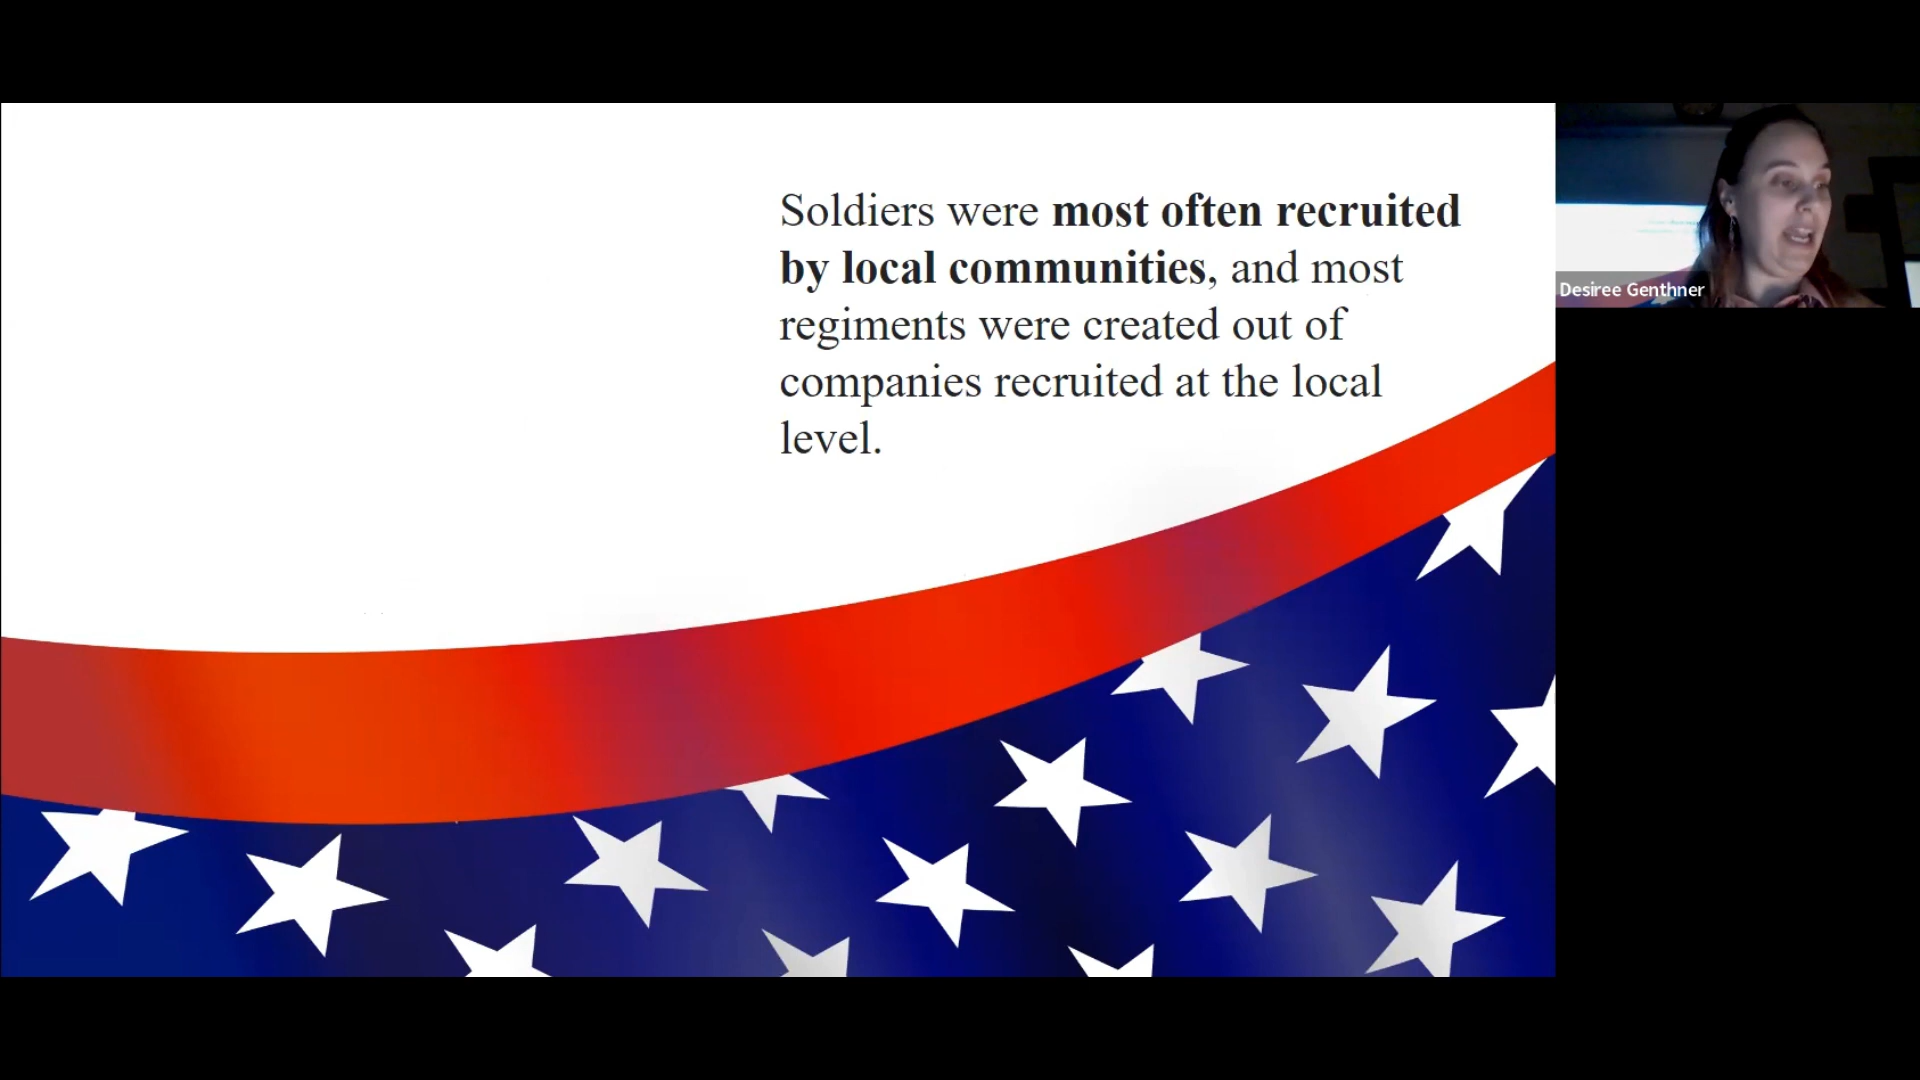 Soldiers were most often recruited
by local communities, and most
regiments were created out of
companies recruited at the local
level.
Desiree Genthner